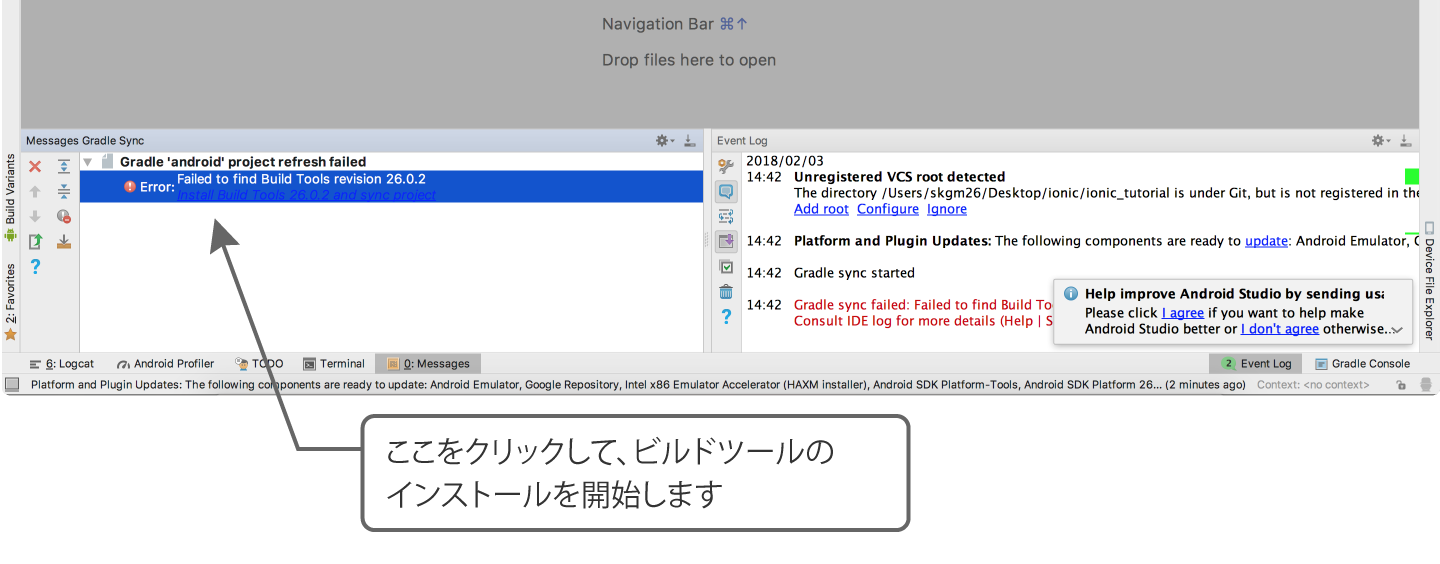 Navigation Bar ⌘↑
Drop files here to open
Messages Gradle Sync
Gradle 'android' project refresh failed
Error: Failed to find Build Tools revision 26.0.2
Install Build Tools 26.0.2 and sync project
Build Variants
2: Favorites
Event Log
2018/02/03
14:42 Unregistered VCS root detected
The directory /Users/skgm26/Desktop/ionic/ionic_tutorial is under Git, but is not registered in the
Add root Configure Ignore
14:42 Platform and Plugin Updates: The following components are ready to update: Android Emulator,
14:42 Gradle sync started
14:42 Gradle sync failed: Failed to find Build To
Consult IDE log for more details (Help | S
Help improve Android Studio by sending usa
Please click I agree if you want to help make
Android Studio better or I don't agree otherwise...
Device File Explorer
6: Logcat Android Profiler TODO Terminal 0: Messages 2 Event Log Gradle Console
Platform and Plugin Updates: The following components are ready to update: Android Emulator, Google Repository, Intel x86 Emulator Accelerator (HAXM installer), Android SDK Platform-Tools, Android SDK Platform 26... (2 minutes ago) Context: <no context>
ここをクリックして、ビルドツールの
インストールを開始します